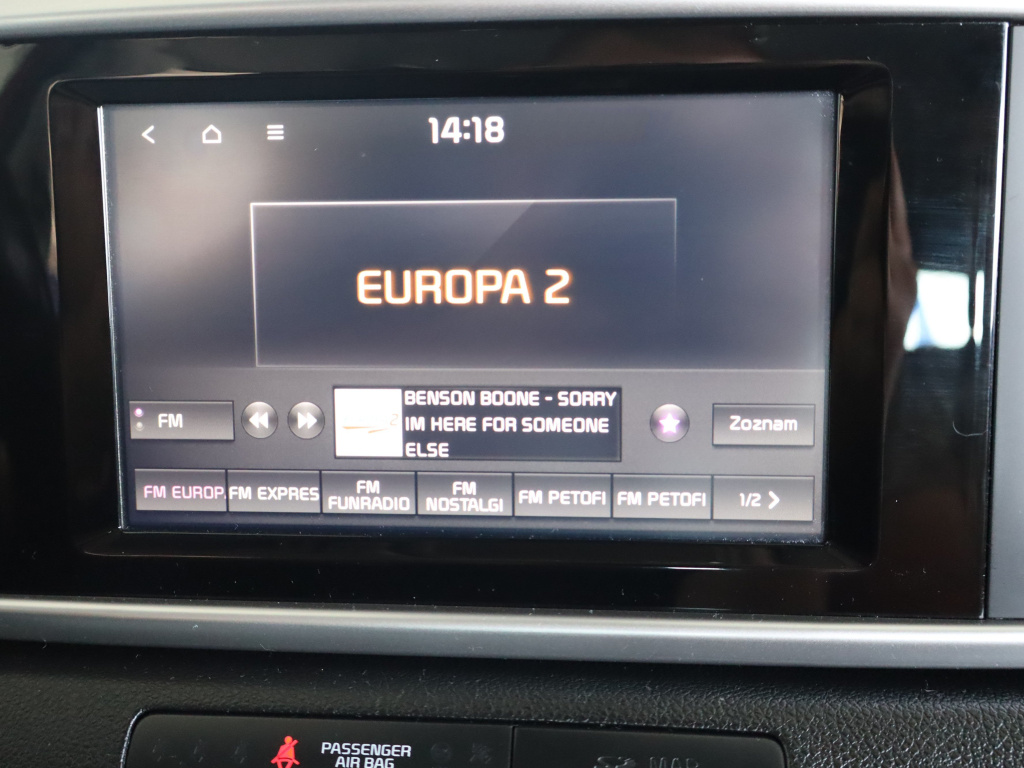 14:18
EUROPA 2
FM
BENSON BOONE - SORRY
IM HERE FOR SOMEONE
ELSE
Zoznam
FM EUROP.
FM EXPRES
FM
FUNRADIO
FM
NOSTALGI
FM PETOFI
FM PETOFI
1/2
PASSENGER
AIR BAG
MAP